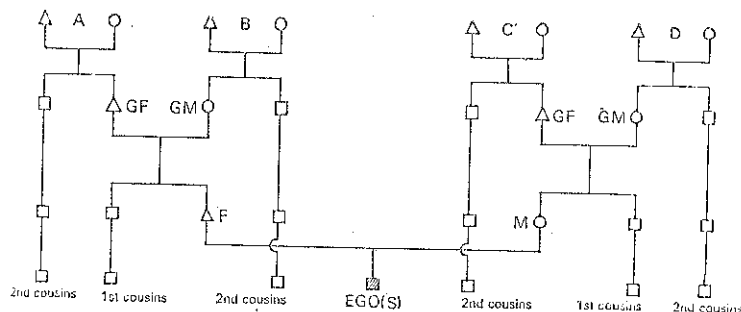 A B C' D
GF GM GF GM
F M
2nd cousins 1st cousins 2nd cousins EGO(S) 2nd cousins 1st cousins 2nd cousins